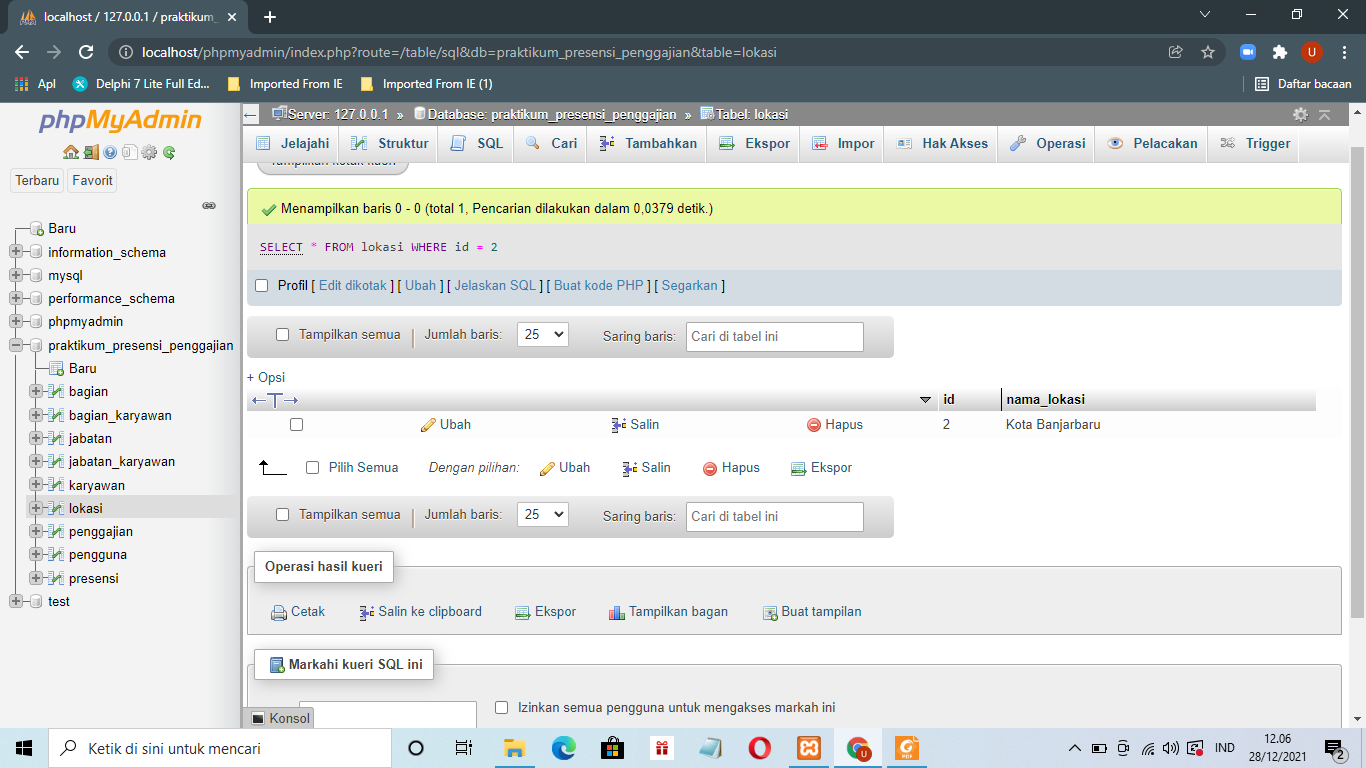 localhost / 127.0.0.1 / praktikum_
localhost/phpmyadmin/index.php?route=/table/sql&db=praktikum_presensi_penggajian&table=lokasi
U
Apl
Delphi 7 Lite Full Ed...
Imported From IE
Imported From IE (1)
Daftar bacaan
phpMyAdmin
Terbaru
Favorit
Baru
information_schema
mysql
performance_schema
phpmyadmin
praktikum_presensi_penggajian
Baru
bagian
bagian_karyawan
jabatan
jabatan_karyawan
karyawan
lokasi
penggajian
pengguna
presensi
test
Server: 127.0.0.1 » Database: praktikum_presensi_penggajian » Tabel: lokasi
Jelajahi Struktur SQL Cari Tambahkan Ekspor Impor Hak Akses Operasi Pelacakan Trigger
Tampilkan kotak kueri
Menampilkan baris 0 - 0 (total 1, Pencarian dilakukan dalam 0,0379 detik.)
SELECT * FROM lokasi WHERE id = 2
Profil [ Edit dikotak ] [ Ubah ] [ Jelaskan SQL ] [ Buat kode PHP ] [ Segarkan ]
Tampilkan semua | Jumlah baris: 25 Saring baris: Cari di tabel ini
+ Opsi
←T→ id nama_lokasi
Ubah Salin Hapus 2 Kota Banjarbaru
Pilih Semua Dengan pilihan: Ubah Salin Hapus Ekspor
Tampilkan semua | Jumlah baris: 25 Saring baris: Cari di tabel ini
Operasi hasil kueri
Cetak Salin ke clipboard Ekspor Tampilkan bagan Buat tampilan
Markahi kueri SQL ini
Izinkan semua pengguna untuk mengakses markah ini
Konsol
Ketik di sini untuk mencari
U
PDF
IND
12.06
28/12/2021
2